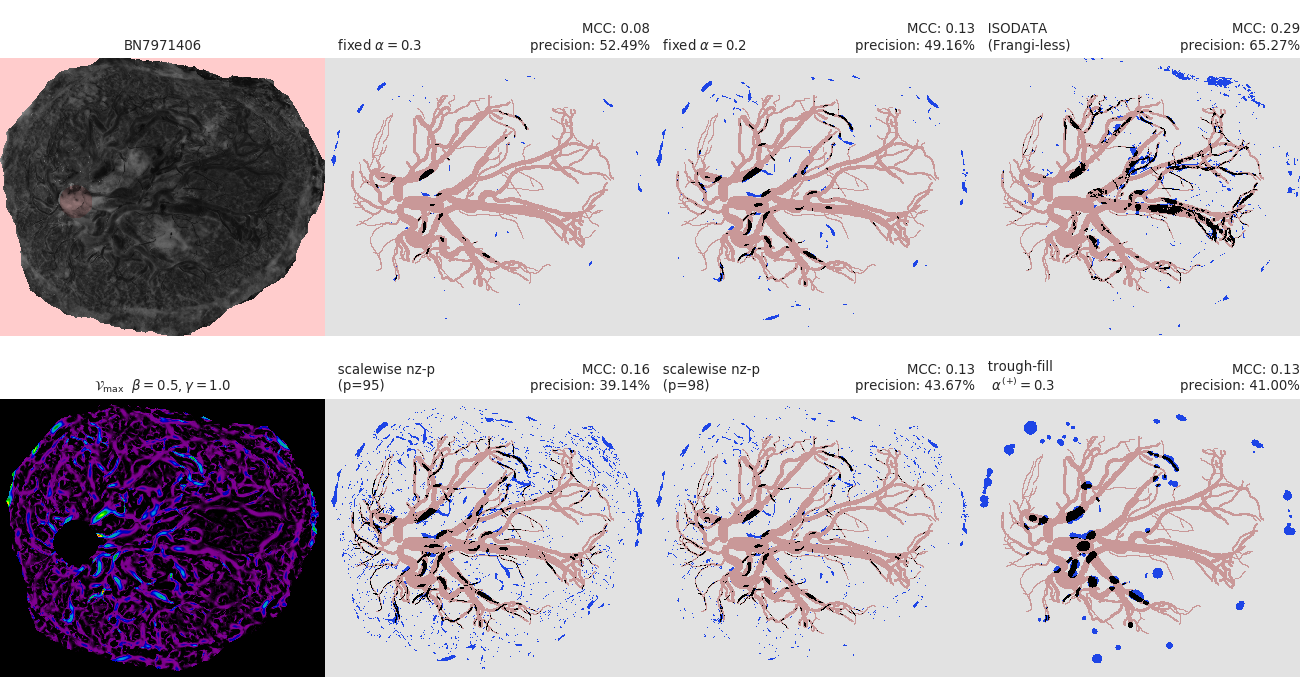 BN7971406
fixed α = 0.3
MCC: 0.08
precision: 52.49%
fixed α = 0.2
MCC: 0.13
precision: 49.16%
ISODATA
(Frangi-less)
MCC: 0.29
precision: 65.27%
𝒱max β = 0.5, γ = 1.0
scalewise nz-p
(p=95)
MCC: 0.16
precision: 39.14%
scalewise nz-p
(p=98)
MCC: 0.13
precision: 43.67%
trough-fill
α(+) = 0.3
MCC: 0.13
precision: 41.00%